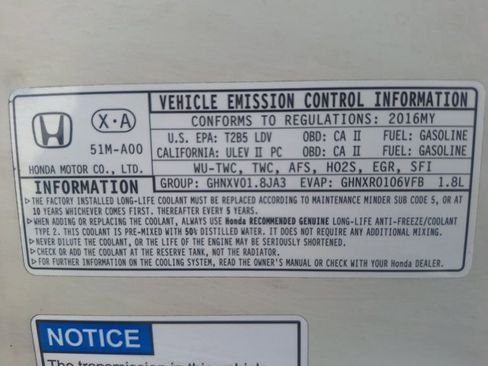 VEHICLE EMISSION CONTROL INFORMATION
X·A
CONFORMS TO REGULATIONS: 2016MY
51M-A00
U.S. EPA: T2B5 LDV OBD: CA II FUEL: GASOLINE
CALIFORNIA: ULEV II PC OBD: CA II FUEL: GASOLINE
HONDA MOTOR CO., LTD.
WU-TWC, TWC, AFS, HO2S, EGR, SFI
INFORMATION
GROUP: GHNXV01.8JA3 EVAP: GHNXR0106VFB 1.8L
▷THE FACTORY INSTALLED LONG-LIFE COOLANT MUST BE REPLACED ACCORDING TO MAINTENANCE MINDER SUB CODE 5, OR AT
10 YEARS WHICHEVER COMES FIRST. THEREAFTER EVERY 5 YEARS.
▷WHEN ADDING OR REPLACING THE COOLANT, ALWAYS USE Honda RECOMMENDED GENUINE LONG-LIFE ANTI-FREEZE/COOLANT
TYPE 2. THIS COOLANT IS PRE-MIXED WITH 50% DISTILLED WATER. IT DOES NOT REQUIRE ANY ADDITIONAL MIXING.
▷NEVER DILUTE THE COOLANT, OR THE LIFE OF THE ENGINE MAY BE SERIOUSLY SHORTENED.
▷CHECK OR ADD THE COOLANT AT THE RESERVE TANK, NOT THE RADIATOR.
▷FOR FURTHER INFORMATION ON THE COOLING SYSTEM, READ THE OWNER'S MANUAL OR CHECK WITH YOUR Honda DEALER.
NOTICE
The transmission in this vehicle